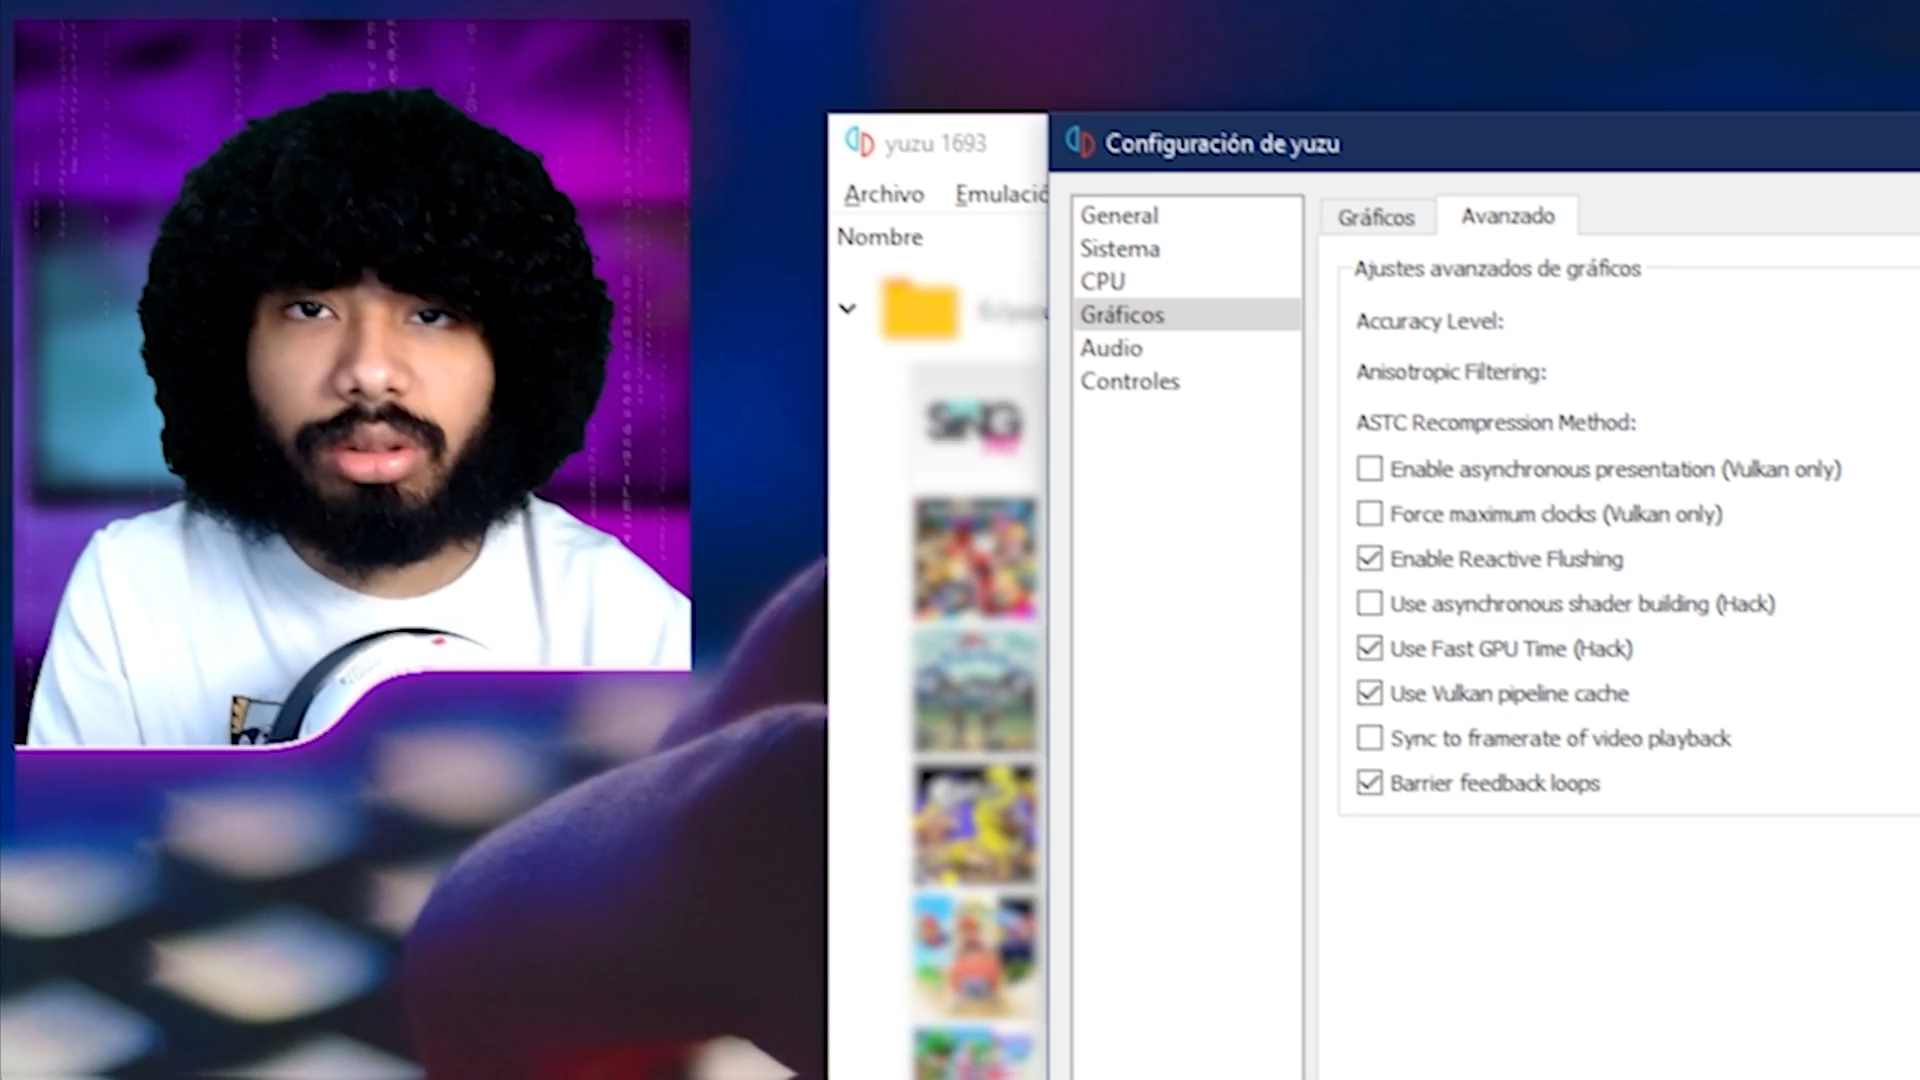 yuzu 1693
Archivo
Emulació
Nombre
SiNG
Configuración de yuzu
General
Sistema
CPU
Gráficos
Audio
Controles
Gráficos
Avanzado
Ajustes avanzados de gráficos
Accuracy Level:
Anisotropic Filtering:
ASTC Recompression Method:
Enable asynchronous presentation (Vulkan only)
Force maximum clocks (Vulkan only)
Enable Reactive Flushing
Use asynchronous shader building (Hack)
Use Fast GPU Time (Hack)
Use Vulkan pipeline cache
Sync to framerate of video playback
Barrier feedback loops